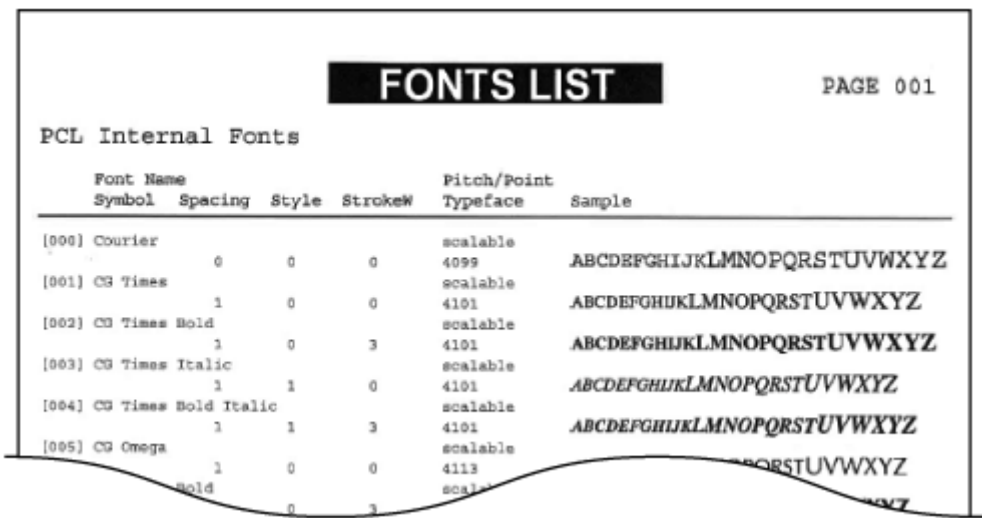 FONTS LIST
PAGE 001
PCL Internal Fonts
Font Name Pitch/Point
Symbol Spacing Style StrokeW Typeface Sample
[000] Courier scalable
0 0 0 4099 ABCDEFGHIJKLMNOPQRSTUVWXYZ
[001] CG Times scalable
1 0 0 4101 ABCDEFGHIJKLMNOPQRSTUVWXYZ
[002] CG Times Bold scalable
1 0 3 4101 ABCDEFGHIJKLMNOPQRSTUVWXYZ
[003] CG Times Italic scalable
1 1 0 4101 ABCDEFGHIJKLMNOPQRSTUVWXYZ
[004] CG Times Bold Italic scalable
1 1 3 4101 ABCDEFGHIJKLMNOPQRSTUVWXYZ
[005] CG Omega scalable
1 0 0 4113 PQRSTUVWXYZ
Bold
0 3